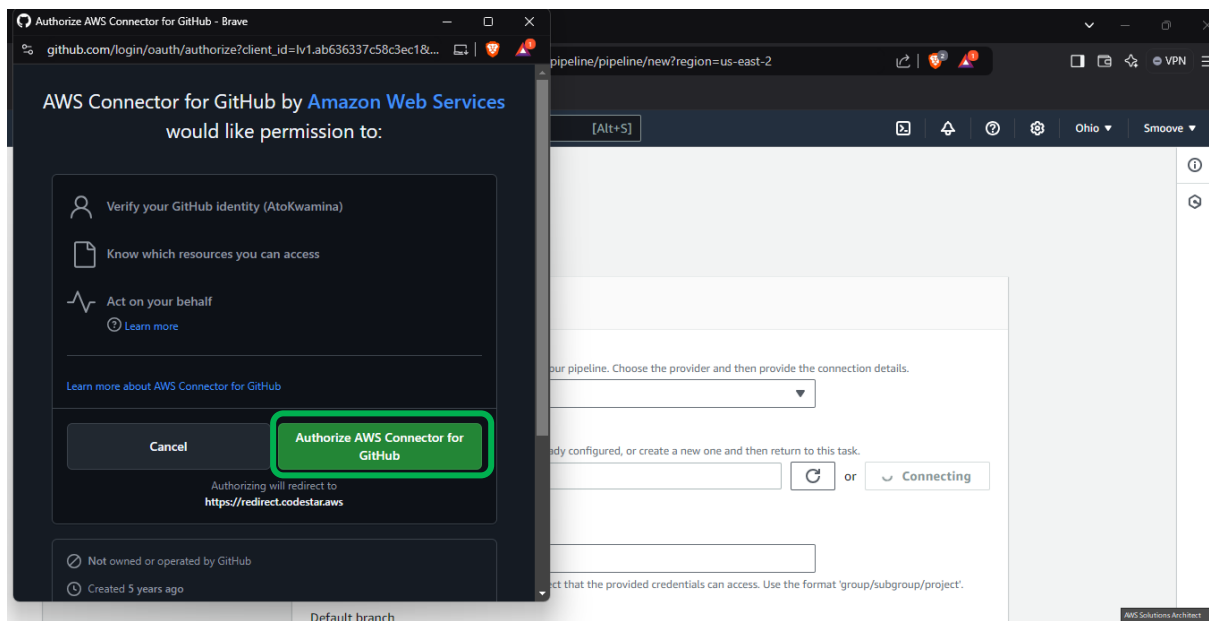 Authorize AWS Connector for GitHub - Brave
github.com/login/oauth/authorize?client_id=Iv1.ab636337c58c3ec1&...
AWS Connector for GitHub by Amazon Web Services
would like permission to:
Verify your GitHub identity (AtoKwamina)
Know which resources you can access
Act on your behalf
Learn more
Learn more about AWS Connector for GitHub
Cancel
Authorize AWS Connector for
GitHub
Authorizing will redirect to
https://redirect.codestar.aws
Not owned or operated by GitHub
Created 5 years ago
pipeline/pipeline/new?region=us-east-2
2
1
VPN
[Alt+S]
Ohio
Smoove
our pipeline. Choose the provider and then provide the connection details.
ady configured, or create a new one and then return to this task.
or
Connecting
ect that the provided credentials can access. Use the format 'group/subgroup/project'.
Default branch
AWS Solutions Architect